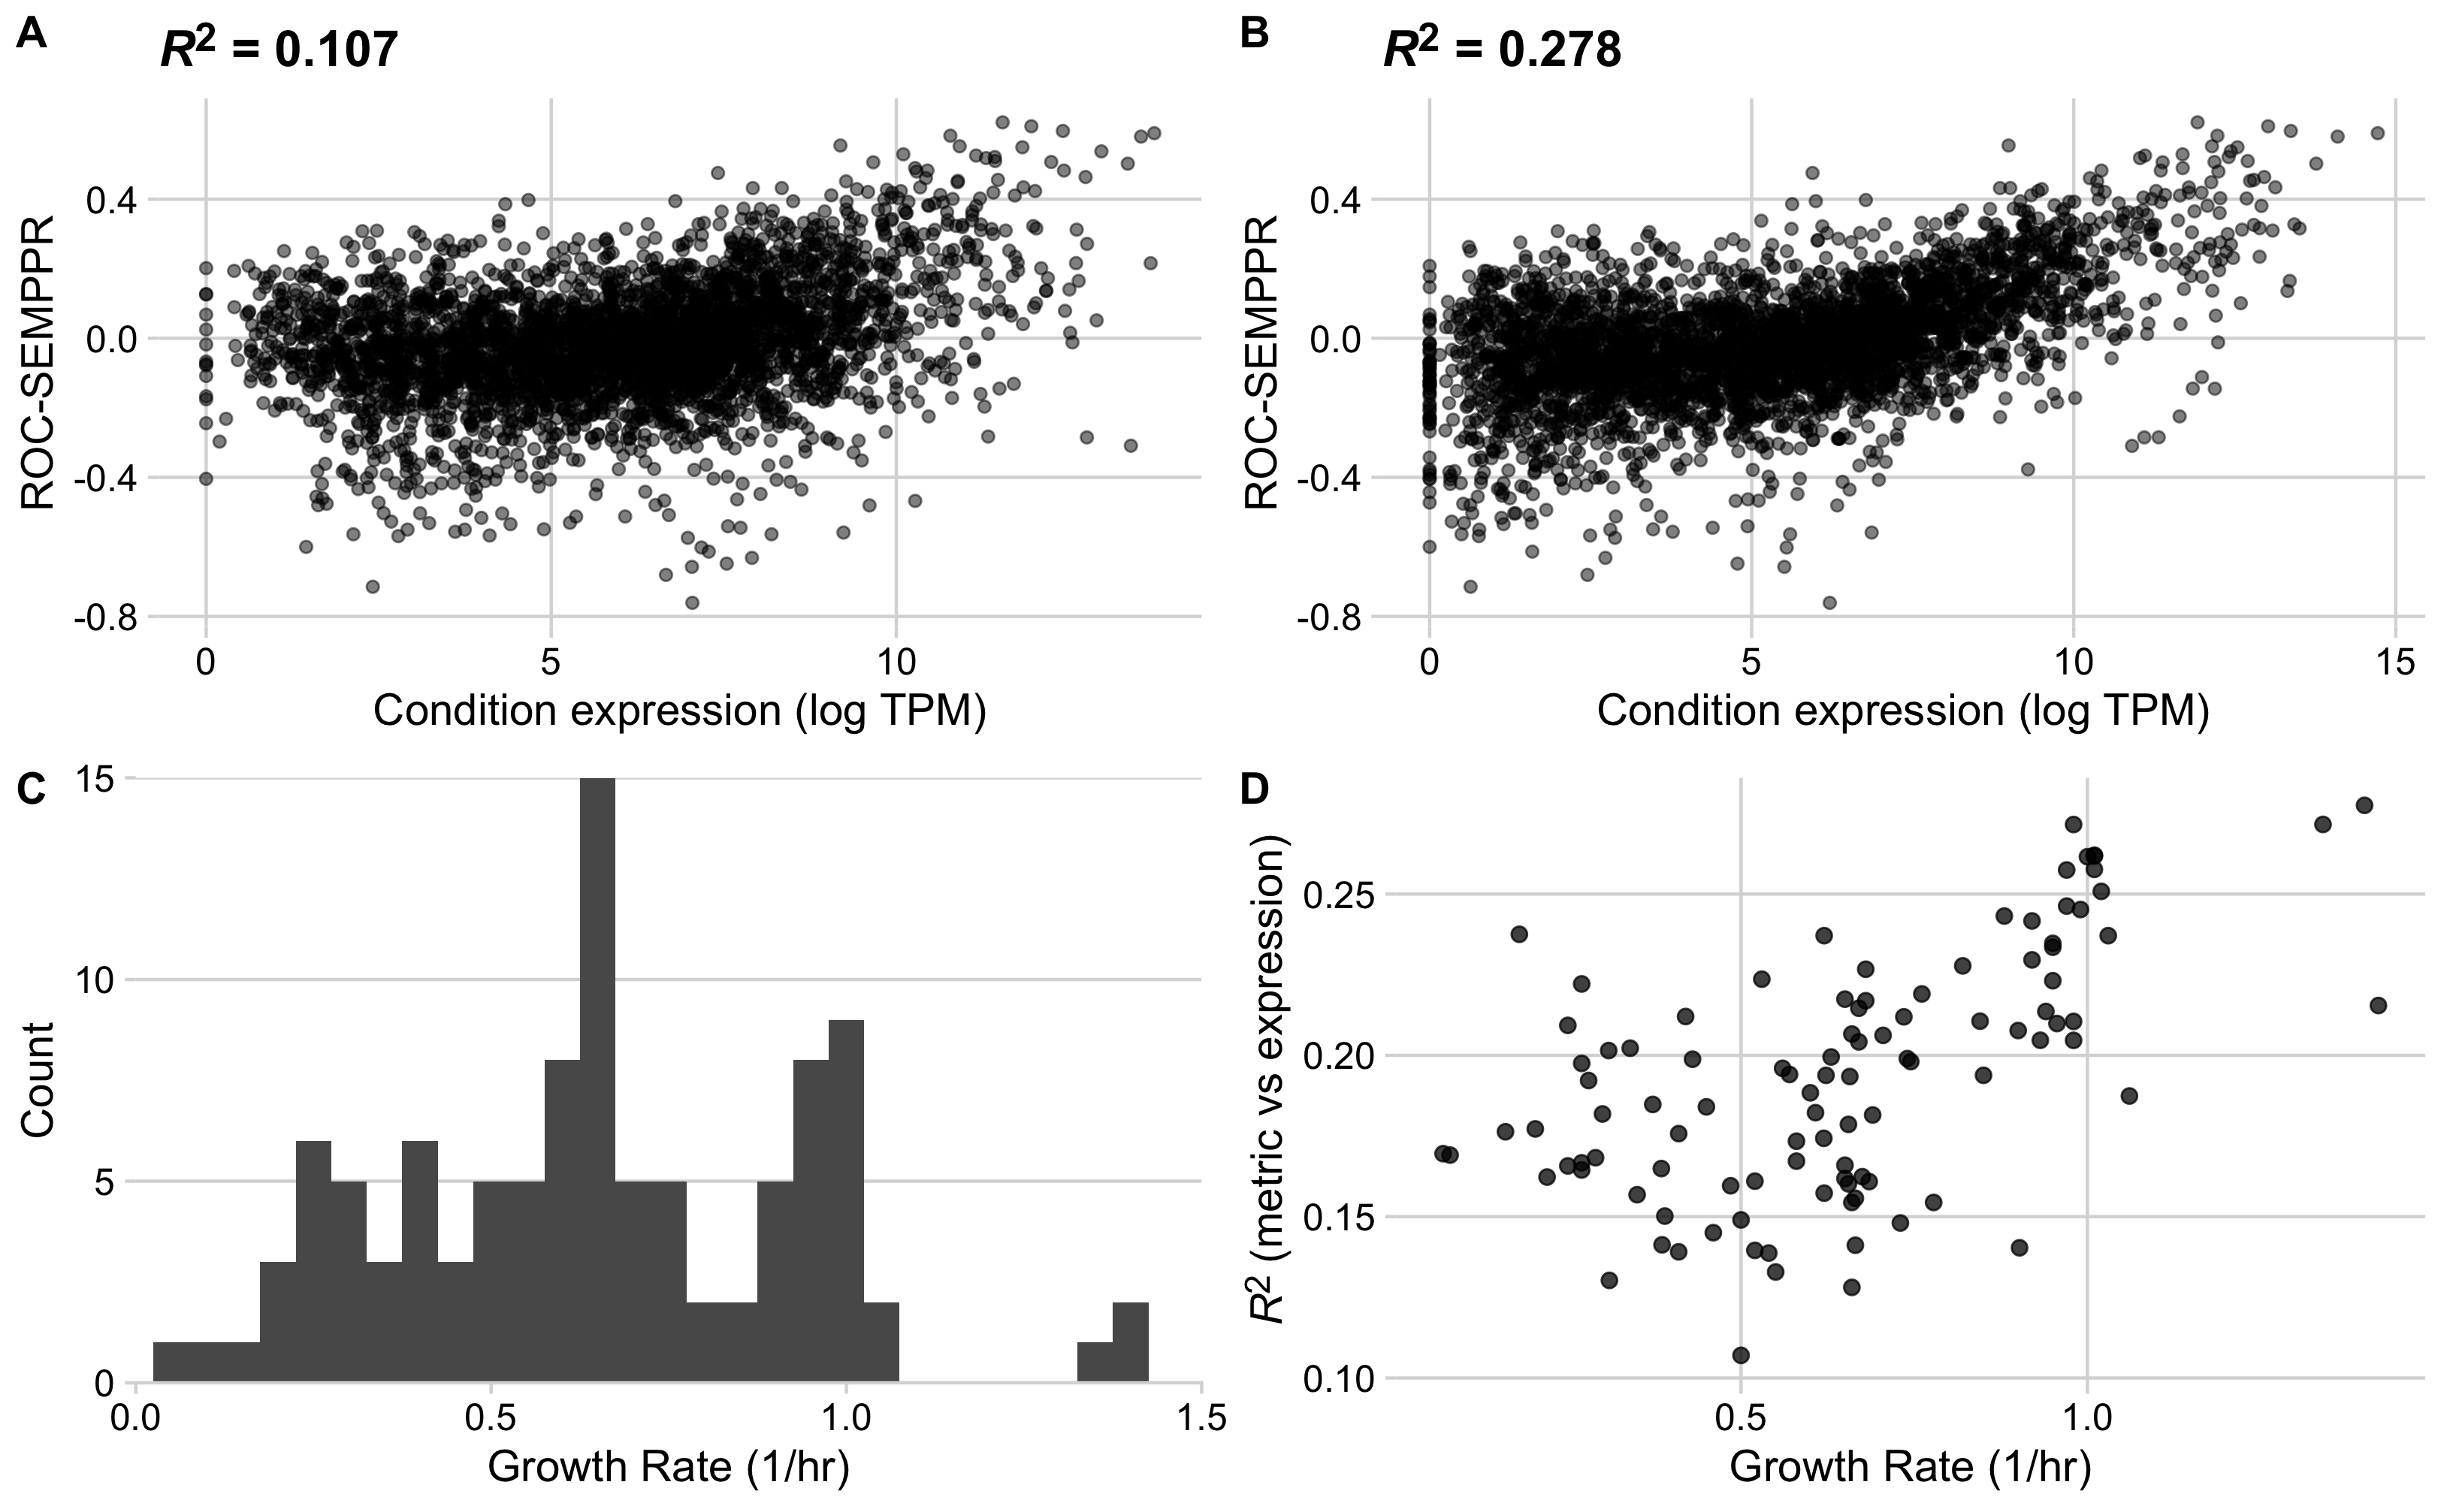 A
R² = 0.107
ROC-SEMPPR
0.4
0.0
-0.4
-0.8
0
5
10
Condition expression (log TPM)
B
R² = 0.278
ROC-SEMPPR
0.4
0.0
-0.4
-0.8
0
5
10
15
Condition expression (log TPM)
C
Count
15
10
5
0
0.0
0.5
1.0
1.5
Growth Rate (1/hr)
D
R² (metric vs expression)
0.25
0.20
0.15
0.10
0.5
1.0
Growth Rate (1/hr)